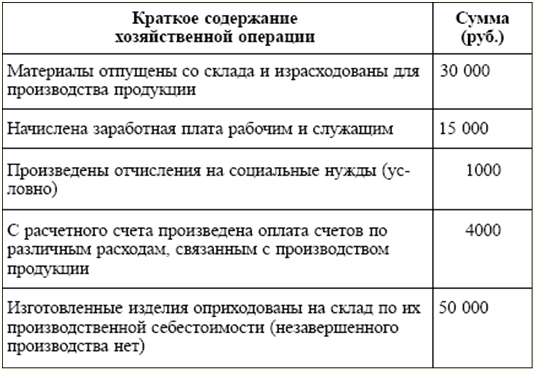 Краткое содержание
хозяйственной операции
Сумма
(руб.)
Материалы отпущены со склада и израсходованы для
производства продукции
30 000
Начислена заработная плата рабочим и служащим
15 000
Произведены отчисления на социальные нужды (ус-
ловно)
1000
С расчетного счета произведена оплата счетов по
различным расходам, связанным с производством
продукции
4000
Изготовленные изделия оприходованы на склад по их
производственной себестоимости (незавершенного
производства нет)
50 000